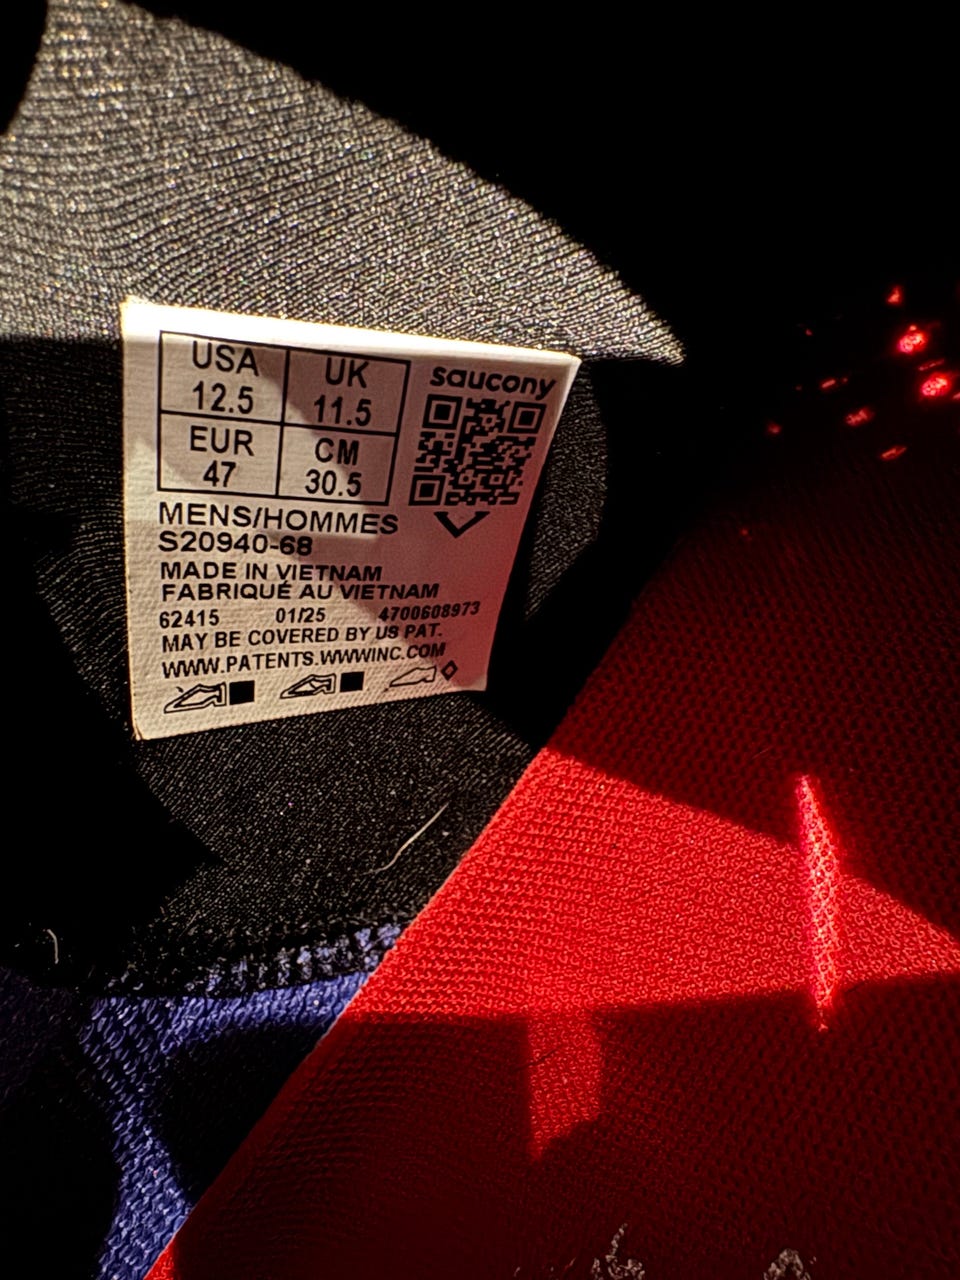 USA 12.5
UK 11.5
EUR 47
CM 30.5
saucony
MENS/HOMMES
S20940-68
MADE IN VIETNAM
FABRIQUÉ AU VIETNAM
62415 01/25 4700608973
MAY BE COVERED BY US PAT.
WWW.PATENTS.WWWINC.COM